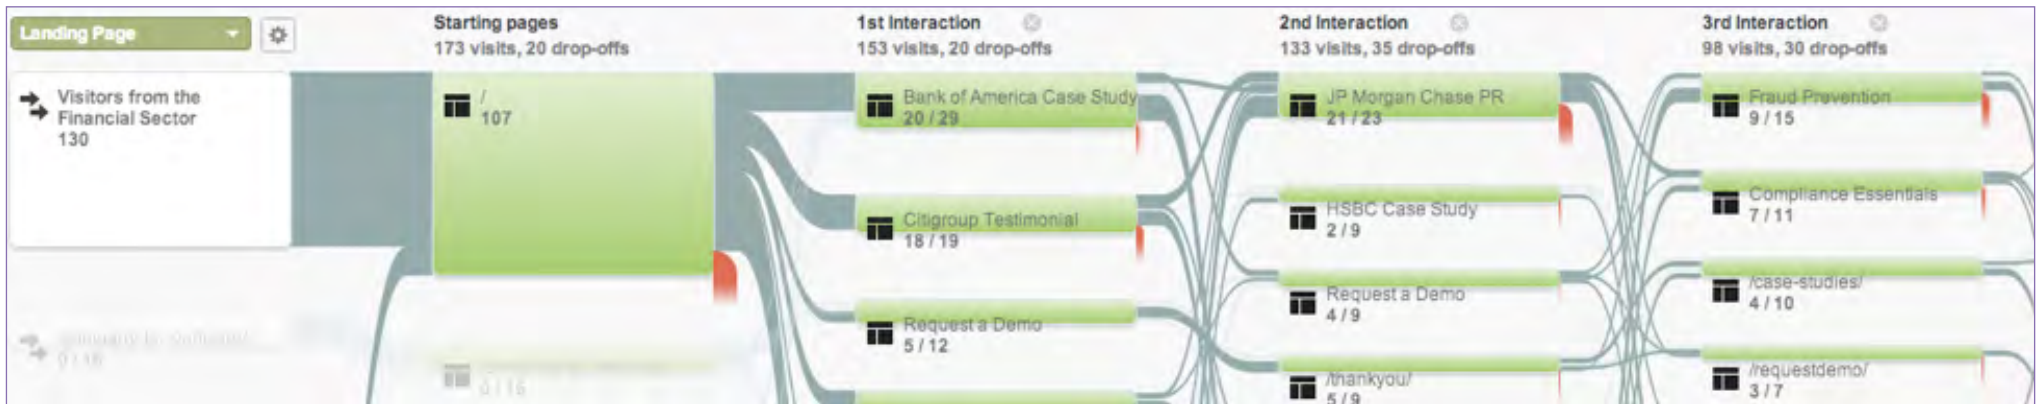 Landing Page
Visitors from the
Financial Sector
130
0 / 16
Starting pages
173 visits, 20 drop-offs
/
107
0 / 16
1st Interaction
153 visits, 20 drop-offs
Bank of America Case Study
20 / 29
Citigroup Testimonial
18 / 19
Request a Demo
5 / 12
2nd Interaction
133 visits, 35 drop-offs
JP Morgan Chase PR
21 / 23
HSBC Case Study
2 / 9
Request a Demo
4 / 9
/thankyou/
5 / 9
3rd Interaction
98 visits, 30 drop-offs
Fraud Prevention
9 / 15
Compliance Essentials
7 / 11
/case-studies/
4 / 10
/requestdemo/
3 / 7